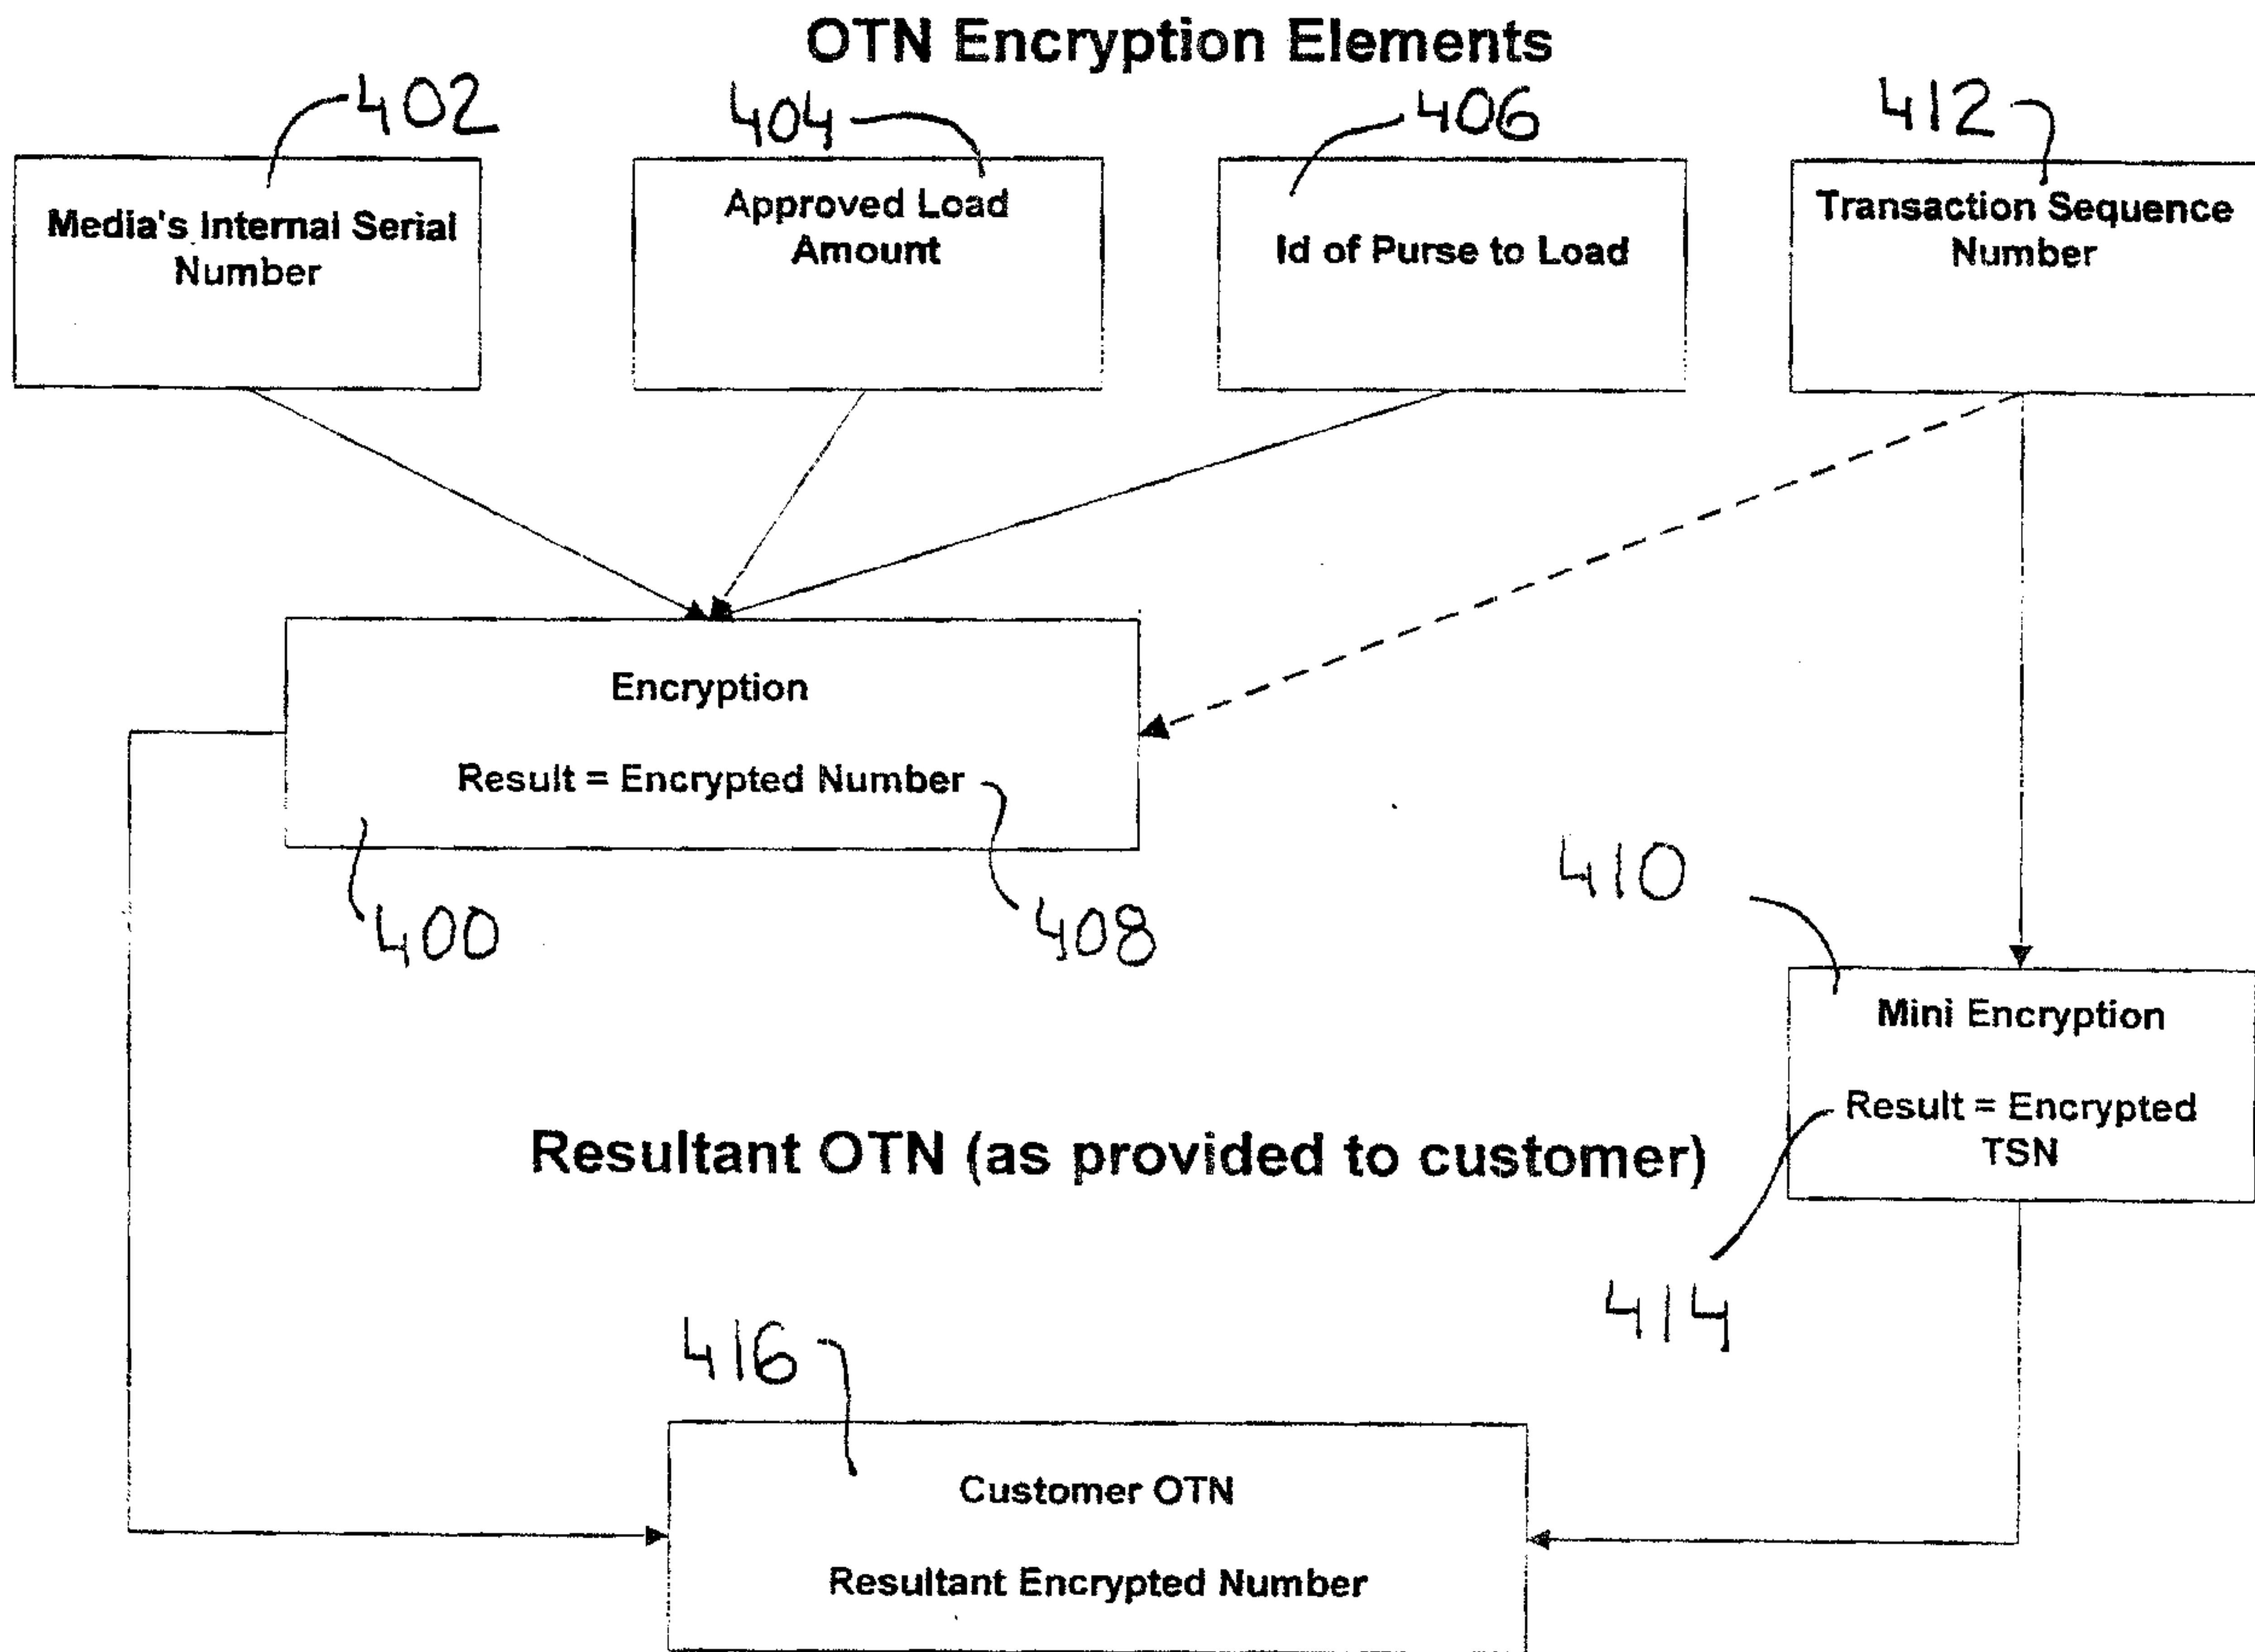 OTN Encryption Elements
402
404
406
412
Media's Internal Serial
Number
Approved Load
Amount
Id of Purse to Load
Transaction Sequence
Number
Encryption
Result = Encrypted Number
400
408
410
Mini Encryption
Result = Encrypted
TSN
Resultant OTN (as provided to customer)
414
416
Customer OTN
Resultant Encrypted Number